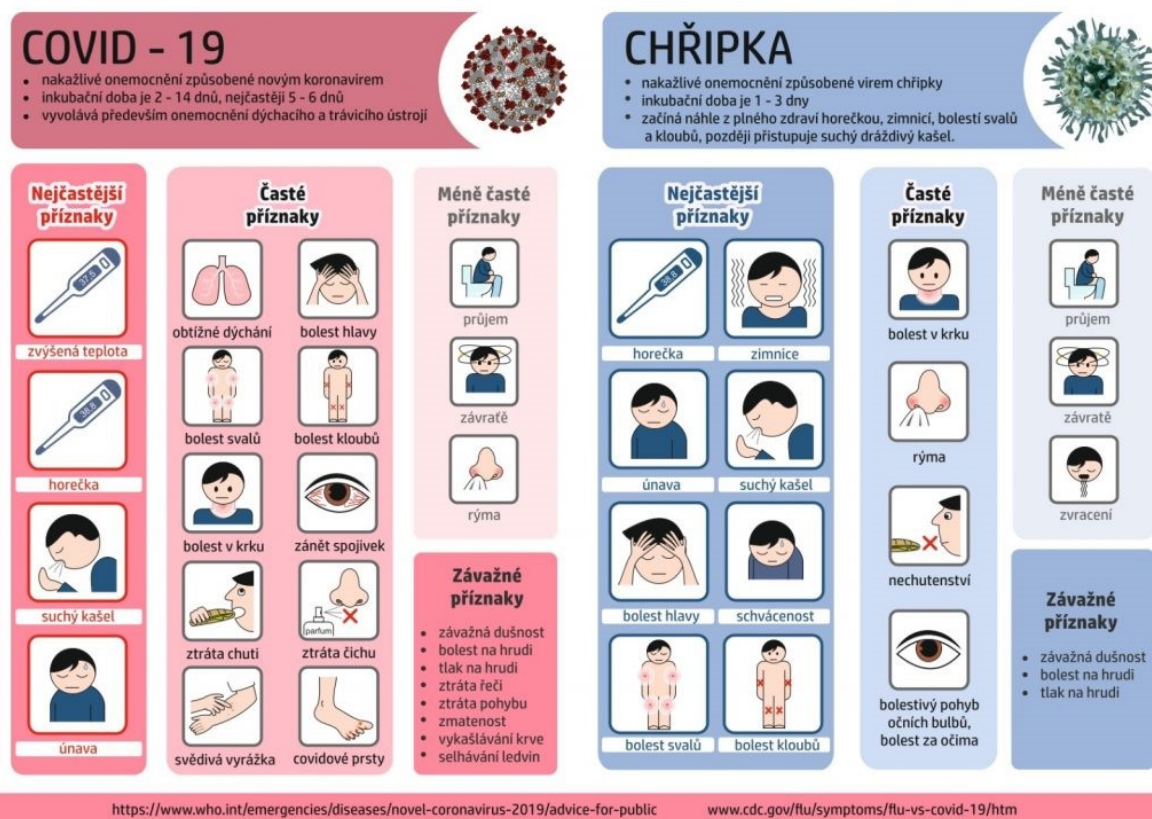 COVID - 19
• nakažlivé onemocnění způsobené novým koronavirem
• inkubační doba je 2 - 14 dnů, nejčastěji 5 - 6 dnů
• vyvolává především onemocnění dýchacího a trávicího ústrojí
Nejčastější
příznaky
37,5
zvýšená teplota
38,8
horečka
suchý kašel
únava
Časté
příznaky
obtížné dýchání
bolest hlavy
bolest svalů
bolest kloubů
bolest v krku
zánět spojivek
ztráta chuti
parfum
ztráta čichu
svědivá vyrážka
covidové prsty
Méně časté
příznaky
průjem
závraťě
rýma
Závažné
příznaky
• závažná dušnost
• bolest na hrudi
• tlak na hrudi
• ztráta řeči
• ztráta pohybu
• zmatenost
• vykašlávání krve
• selhávání ledvin
CHŘIPKA
• nakažlivé onemocnění způsobené virem chřipky
• inkubační doba je 1 - 3 dny
• začíná náhle z plného zdraví horečkou, zimnicí, bolestí svalů
a kloubů, později přistupuje suchý dráždivý kašel.
Nejčastější
příznaky
38,8
horečka
zimnice
únava
suchý kašel
bolest hlavy
schvácenost
bolest svalů
bolest kloubů
Časté
příznaky
bolest v krku
rýma
nechutenství
bolestivý pohyb
očních bulbů,
bolest za očima
Méně časté
příznaky
průjem
závratě
zvracení
Závažné
příznaky
• závažná dušnost
• bolest na hrudi
• tlak na hrudi
https://www.who.int/emergencies/diseases/novel-coronavirus-2019/advice-for-public
www.cdc.gov/flu/symptoms/flu-vs-covid-19/htm